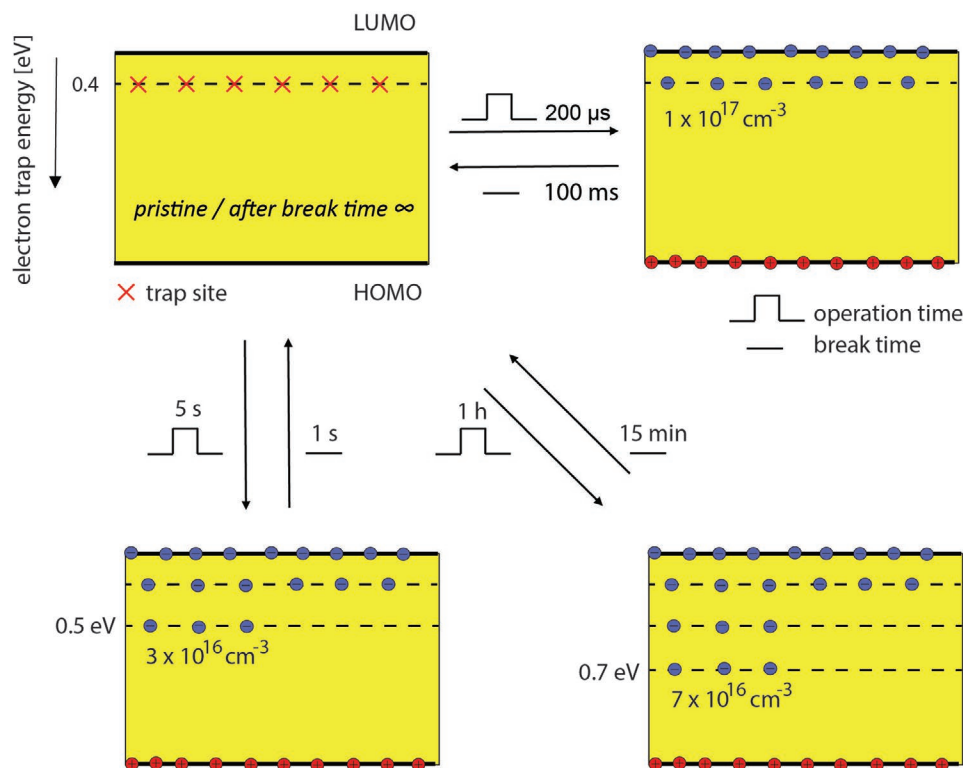 LUMO
electron trap energy [eV]
0.4
200 µs
1 x 10¹⁷ cm⁻³
100 ms
pristine / after break time ∞
trap site
HOMO
operation time
break time
5 s
1 s
1 h
15 min
0.5 eV
3 x 10¹⁶ cm⁻³
0.7 eV
7 x 10¹⁶ cm⁻³